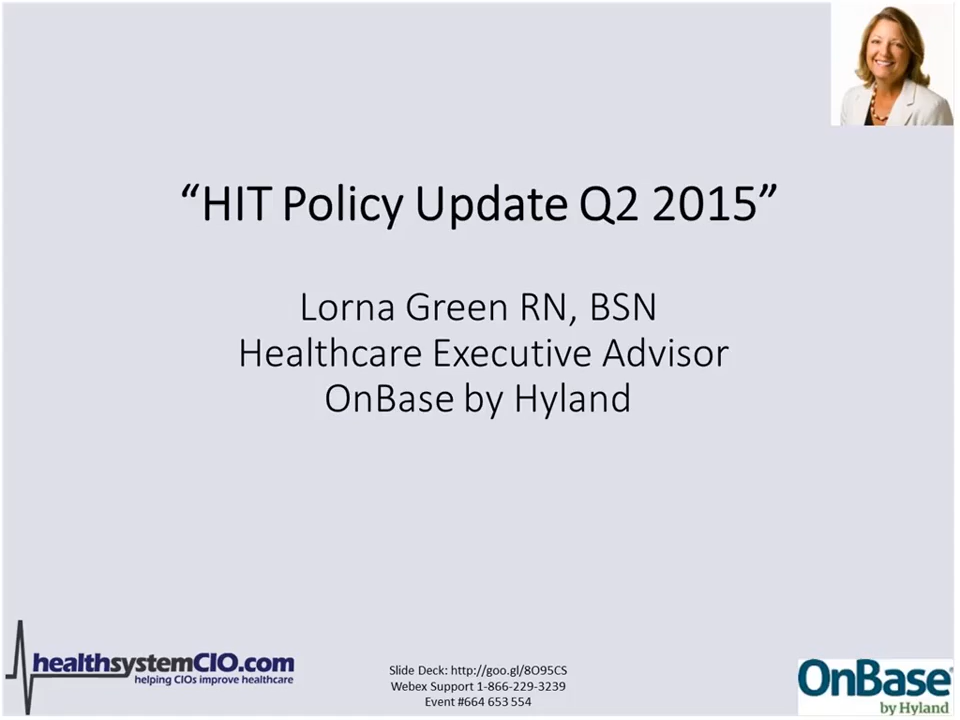 “HIT Policy Update Q2 2015”
Lorna Green RN, BSN
Healthcare Executive Advisor
OnBase by Hyland
healthsystemCIO.com
helping CIOs improve healthcare
Slide Deck: http://goo.gl/8O95CS
Webex Support 1-866-229-3239
Event #664 653 554
OnBase®
by Hyland